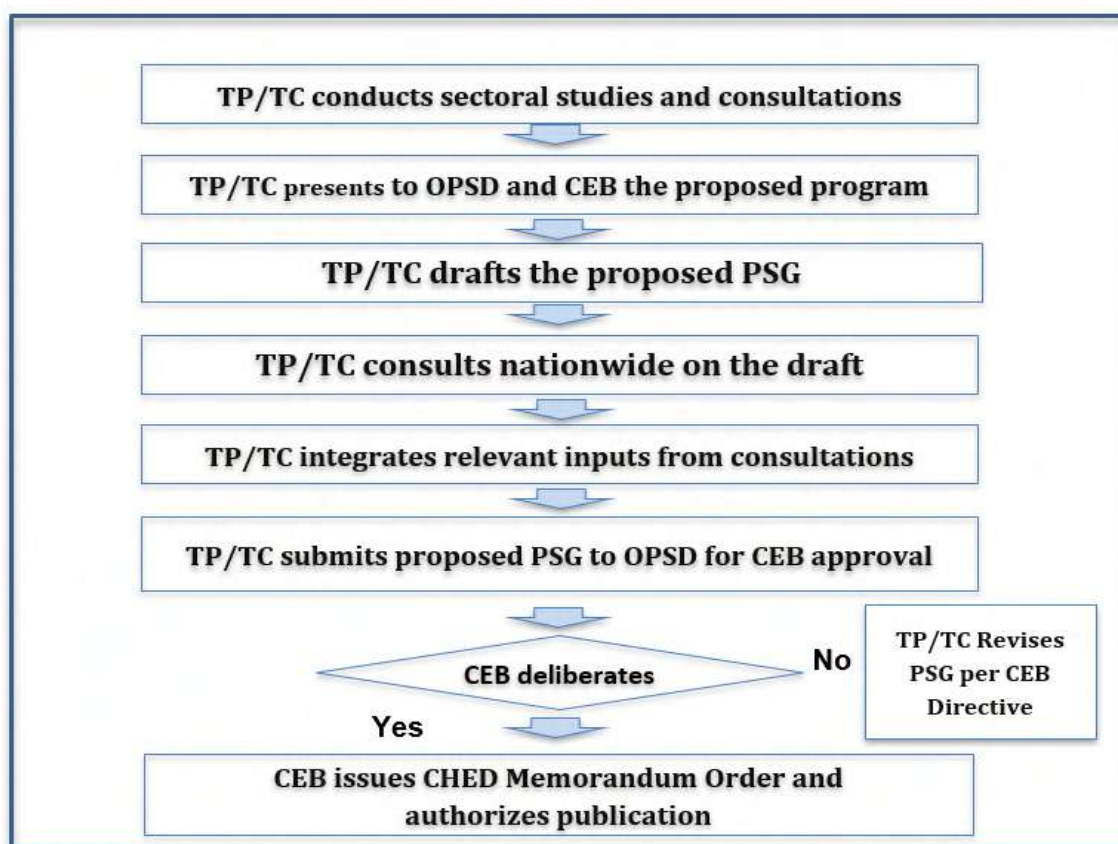 TP/TC conducts sectoral studies and consultations
TP/TC presents to OPSD and CEB the proposed program
TP/TC drafts the proposed PSG
TP/TC consults nationwide on the draft
TP/TC integrates relevant inputs from consultations
TP/TC submits proposed PSG to OPSD for CEB approval
CEB deliberates
No
TP/TC Revises
PSG per CEB
Directive
Yes
CEB issues CHED Memorandum Order and
authorizes publication